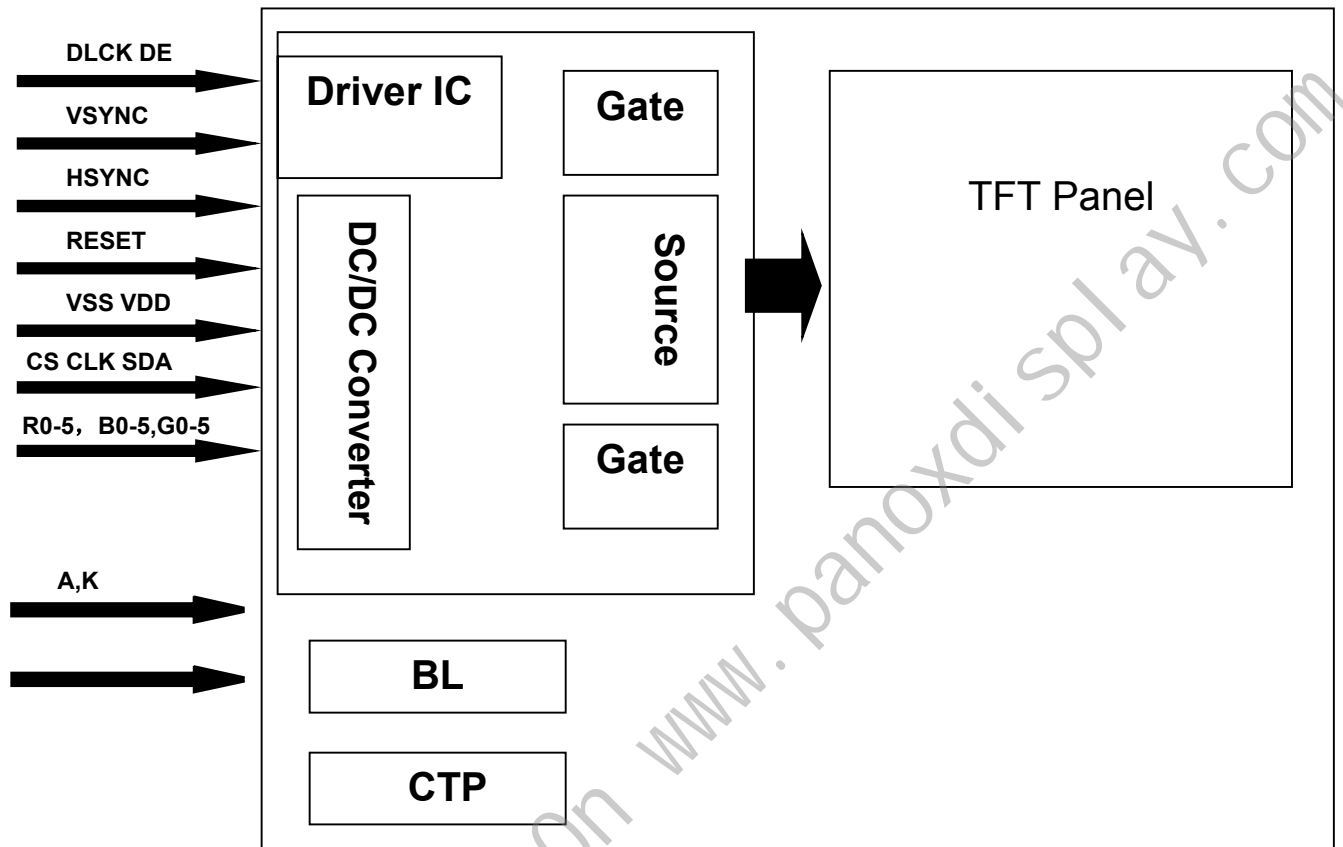 DLCK DE
VSYNC
HSYNC
RESET
VSS VDD
CS CLK SDA
R0-5，B0-5,G0-5
A,K
Driver IC
Gate
DC/DC Converter
Source
Gate
TFT Panel
BL
CTP
on www.panoxdisplay.com